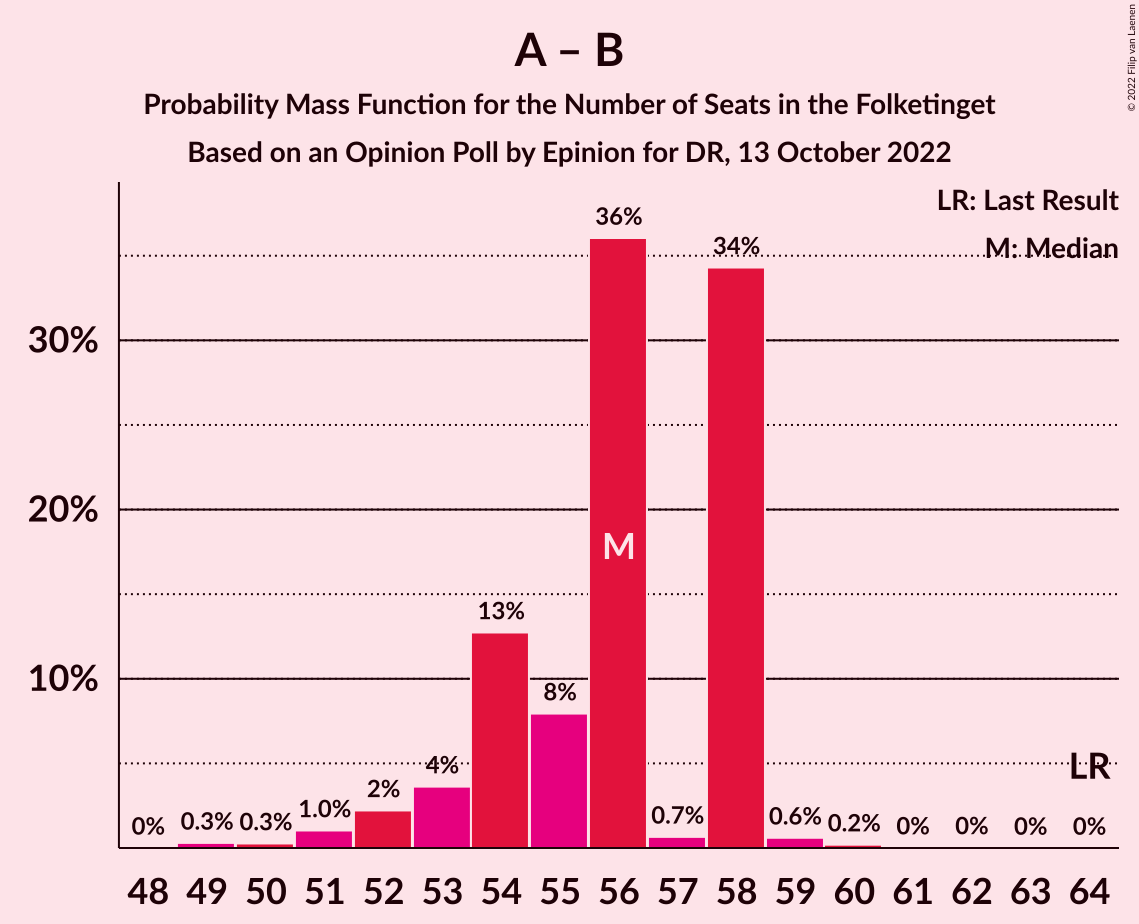 A – B
Probability Mass Function for the Number of Seats in the Folketinget
Based on an Opinion Poll by Epinion for DR, 13 October 2022
© 2022 Filip van Laenen
LR: Last Result
M: Median
36%
34%
30%
20%
M
13%
10%
8%
4%
LR
2%
1.0%
0% 0.3% 0.3% 0.7% 0.6% 0.2% 0% 0% 0% 0%
48 49 50 51 52 53 54 55 56 57 58 59 60 61 62 63 64